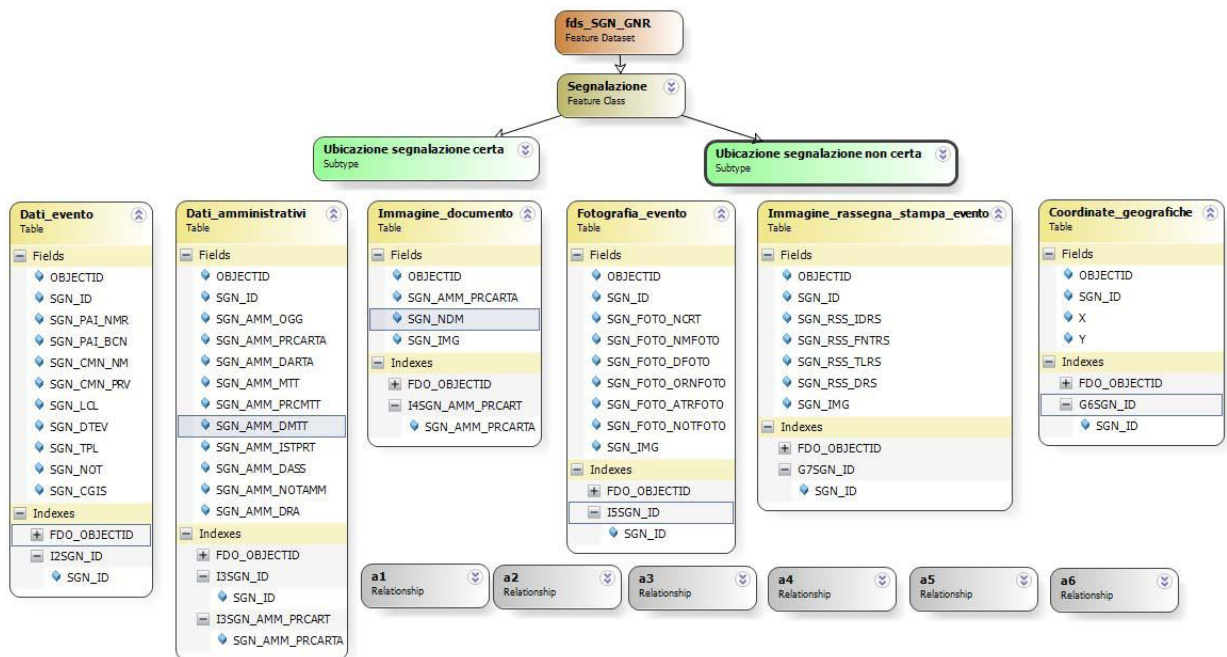 fds_SGN_GNR
Feature Dataset
Segnalazione
Feature Class
Ubicazione segnalazione certa
Subtype
Ubicazione segnalazione non certa
Subtype
Dati_evento
Table
Fields
OBJECTID
SGN_ID
SGN_PAI_NMR
SGN_PAI_BCN
SGN_CMN_NM
SGN_CMN_PRV
SGN_LCL
SGN_DTEV
SGN_TPL
SGN_NOT
SGN_CGIS
Indexes
FDO_OBJECTID
I2SGN_ID
SGN_ID
Dati_amministrativi
Table
Fields
OBJECTID
SGN_ID
SGN_AMM_OGG
SGN_AMM_PRCARTA
SGN_AMM_DARTA
SGN_AMM_MTT
SGN_AMM_PRCMTT
SGN_AMM_DMTT
SGN_AMM_ISTPRT
SGN_AMM_DASS
SGN_AMM_NOTAMM
SGN_AMM_DRA
Indexes
FDO_OBJECTID
I3SGN_ID
SGN_ID
I3SGN_AMM_PRCART
SGN_AMM_PRCARTA
Immagine_documento
Table
Fields
OBJECTID
SGN_AMM_PRCARTA
SGN_NDM
SGN_IMG
Indexes
FDO_OBJECTID
I4SGN_AMM_PRCART
SGN_AMM_PRCARTA
Fotografia_evento
Table
Fields
OBJECTID
SGN_ID
SGN_FOTO_NCRT
SGN_FOTO_NMFOTO
SGN_FOTO_DFOTO
SGN_FOTO_ORNFOTO
SGN_FOTO_ATRFOTO
SGN_FOTO_NOTFOTO
SGN_IMG
Indexes
FDO_OBJECTID
I5SGN_ID
SGN_ID
Immagine_rassegna_stampa_evento
Table
Fields
OBJECTID
SGN_ID
SGN_RSS_IDRS
SGN_RSS_FNTRS
SGN_RSS_TLRS
SGN_RSS_DRS
SGN_IMG
Indexes
FDO_OBJECTID
G7SGN_ID
SGN_ID
Coordinate_geografiche
Table
Fields
OBJECTID
SGN_ID
X
Y
Indexes
FDO_OBJECTID
G6SGN_ID
SGN_ID
a1
Relationship
a2
Relationship
a3
Relationship
a4
Relationship
a5
Relationship
a6
Relationship